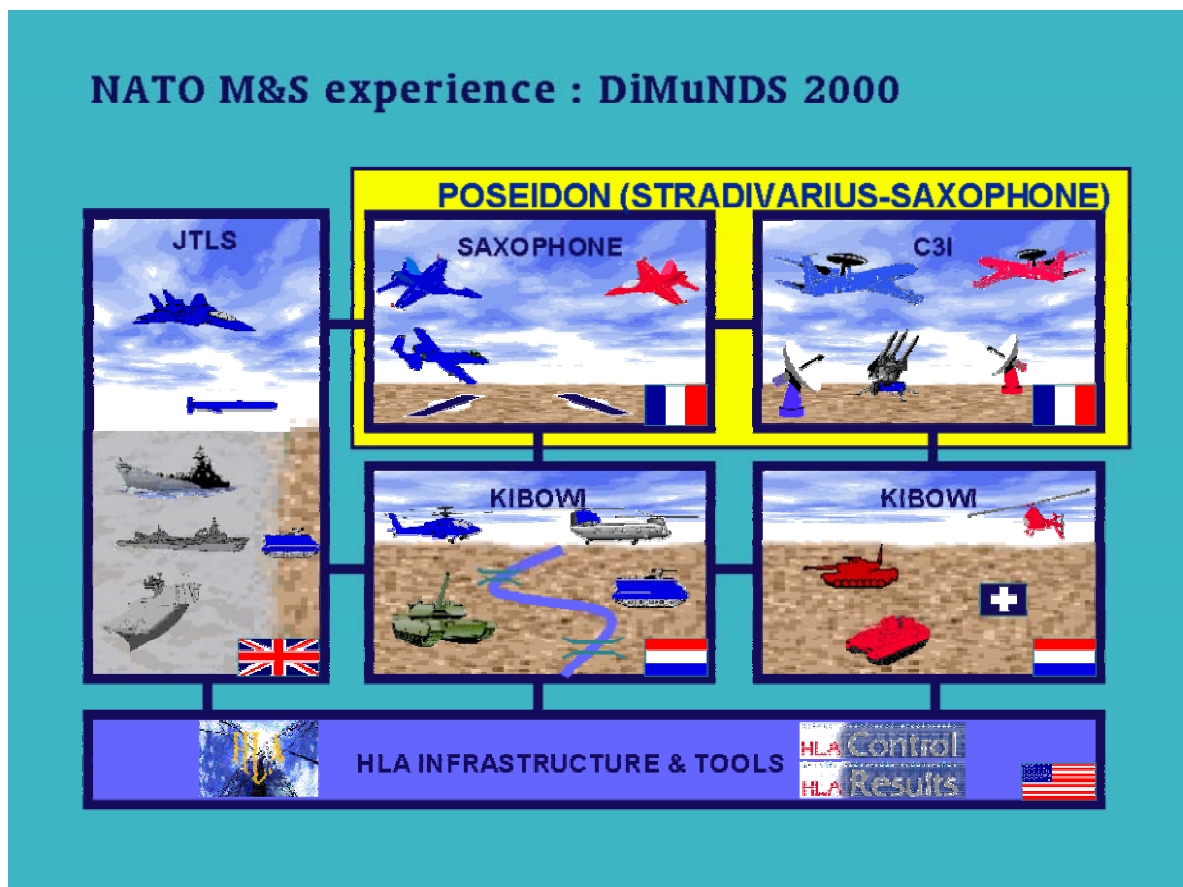 NATO M&S experience : DiMuNDS 2000
POSEIDON (STRADIVARIUS-SAXOPHONE)
JTLS
SAXOPHONE
C3I
KIBOWI
KIBOWI
HLA
HLA INFRASTRUCTURE & TOOLS
HLA Control
HLA Results